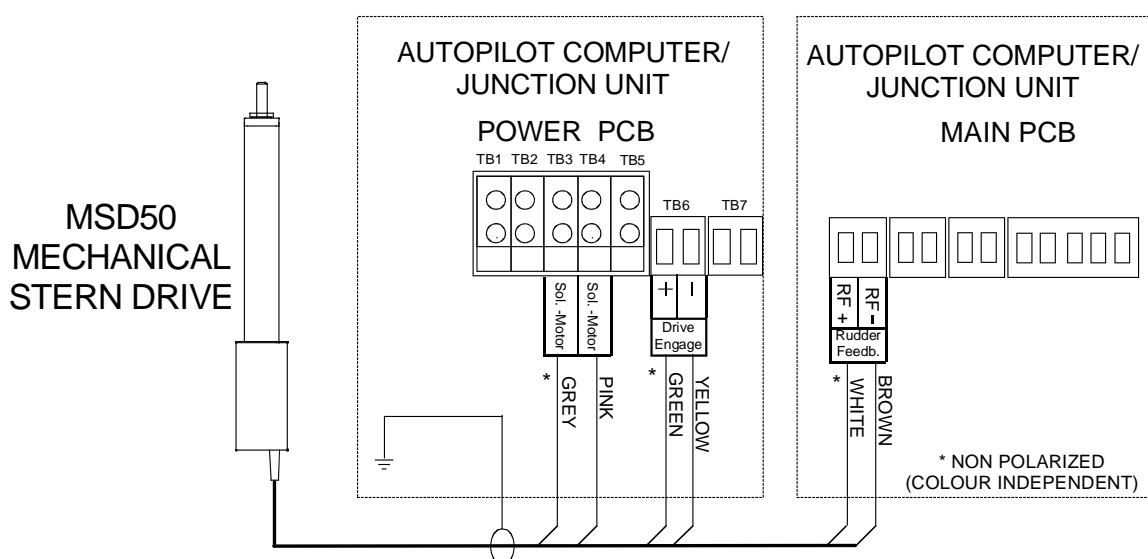 AUTOPILOT COMPUTER/
JUNCTION UNIT
POWER PCB
TB1 TB2 TB3 TB4 TB5
TB6 TB7
MSD50
MECHANICAL
STERN DRIVE
Sol.-Motor
Sol.-Motor
+ -
Drive
Engage
* GREY
PINK
* GREEN
YELLOW
AUTOPILOT COMPUTER/
JUNCTION UNIT
MAIN PCB
RF +
RF -
Rudder
Feedb.
* WHITE
BROWN
* NON POLARIZED
(COLOUR INDEPENDENT)